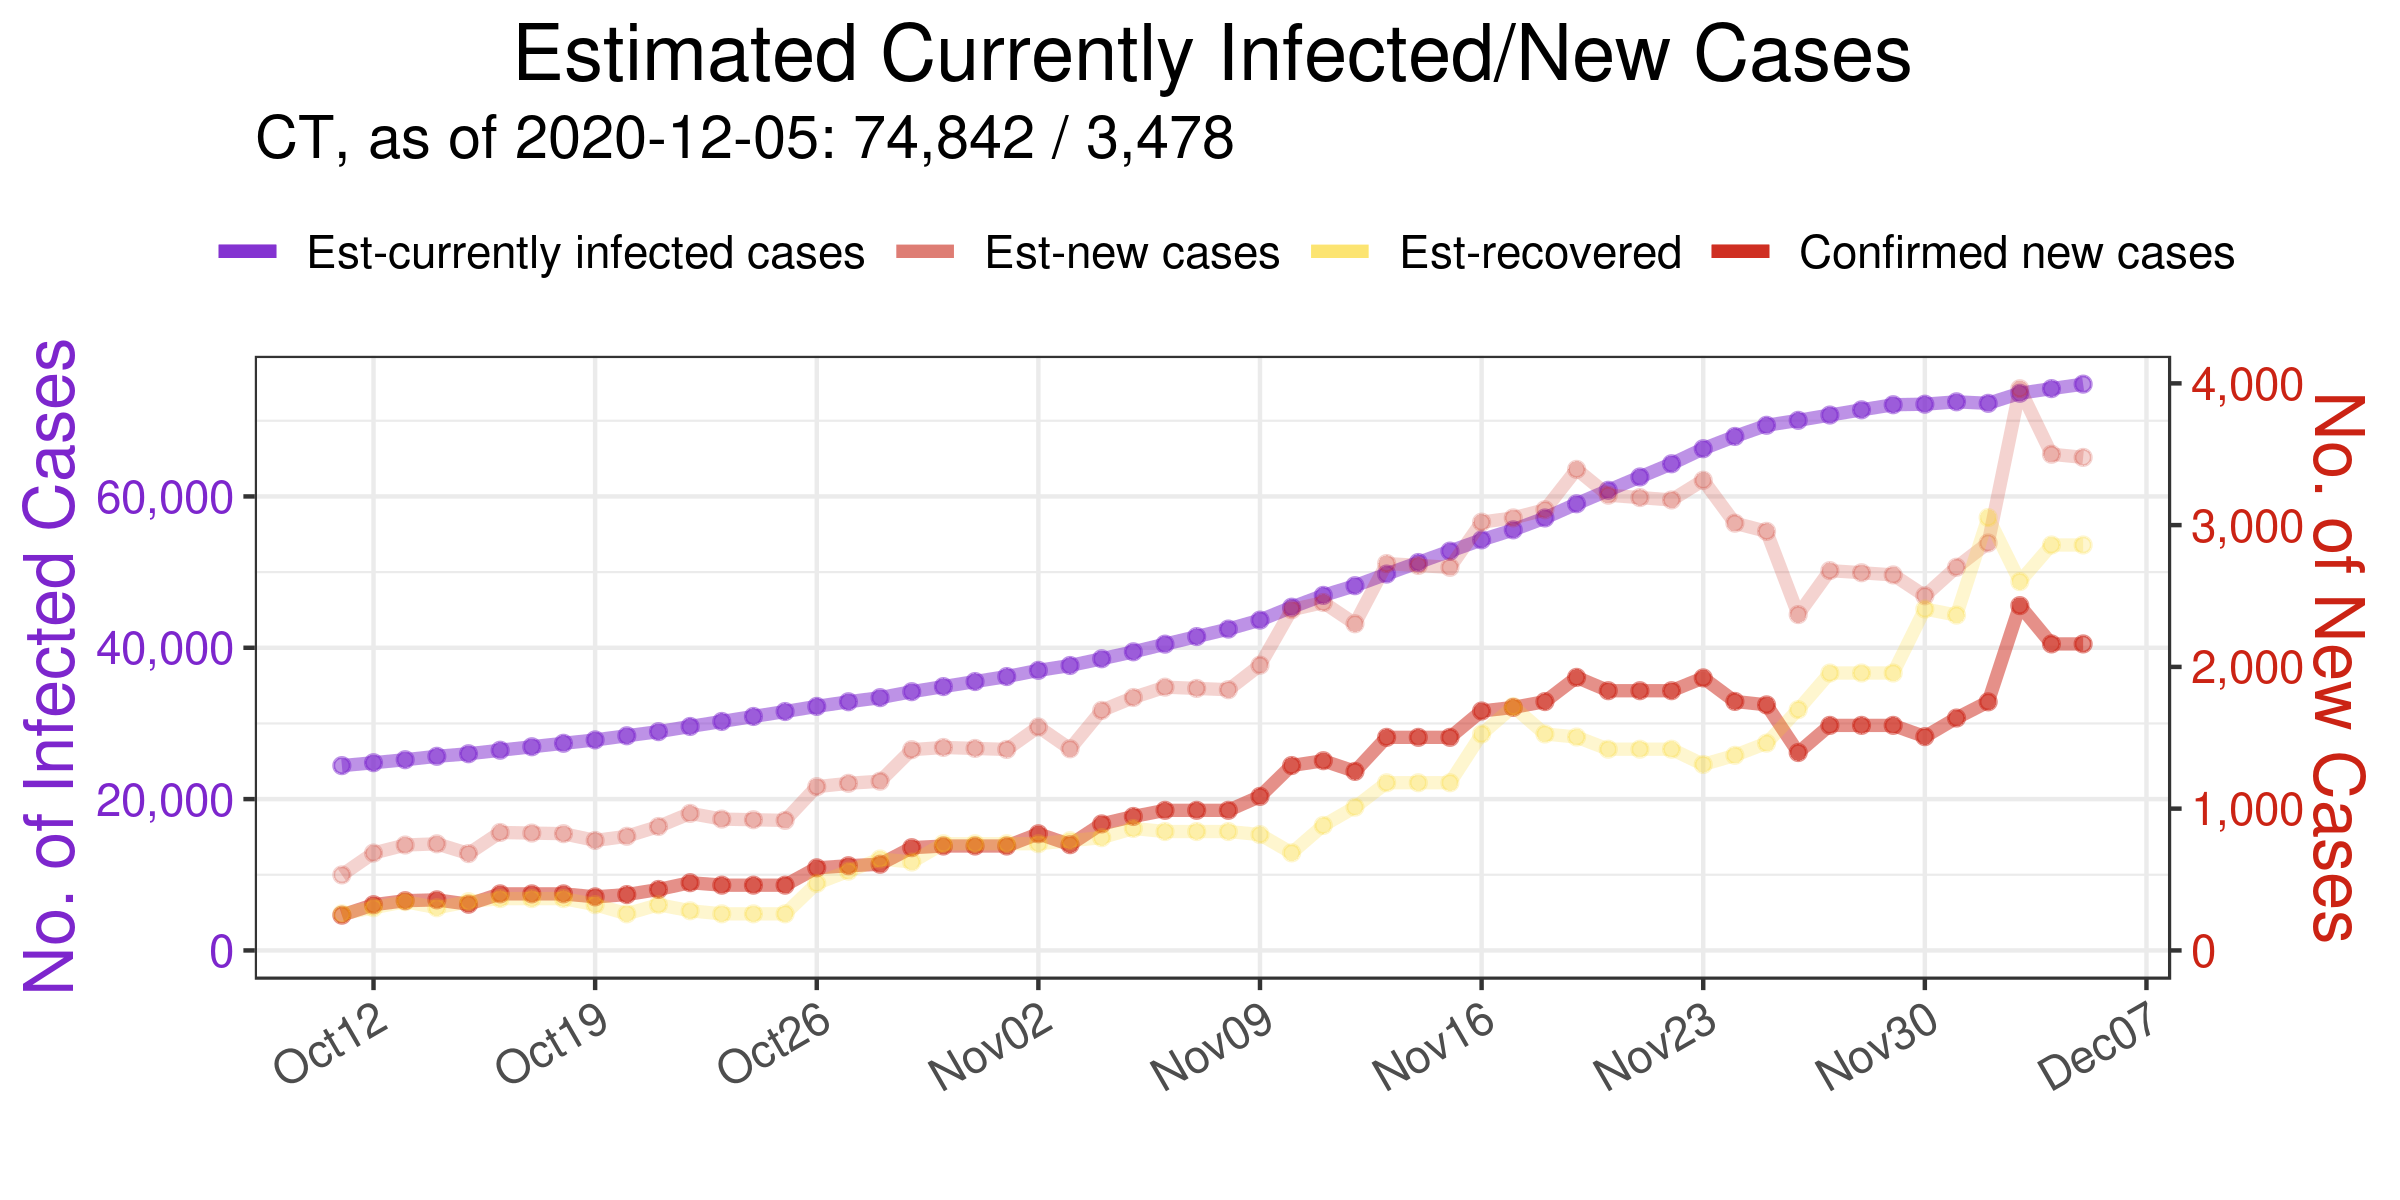 Estimated Currently Infected/New Cases
CT, as of 2020-12-05: 74,842 / 3,478
Est-currently infected cases Est-new cases Est-recovered Confirmed new cases
No. of Infected Cases
60,000
40,000
20,000
0
4,000
3,000
2,000
1,000
0
No. of New Cases
Oct12 Oct19 Oct26 Nov02 Nov09 Nov16 Nov23 Nov30 Dec07